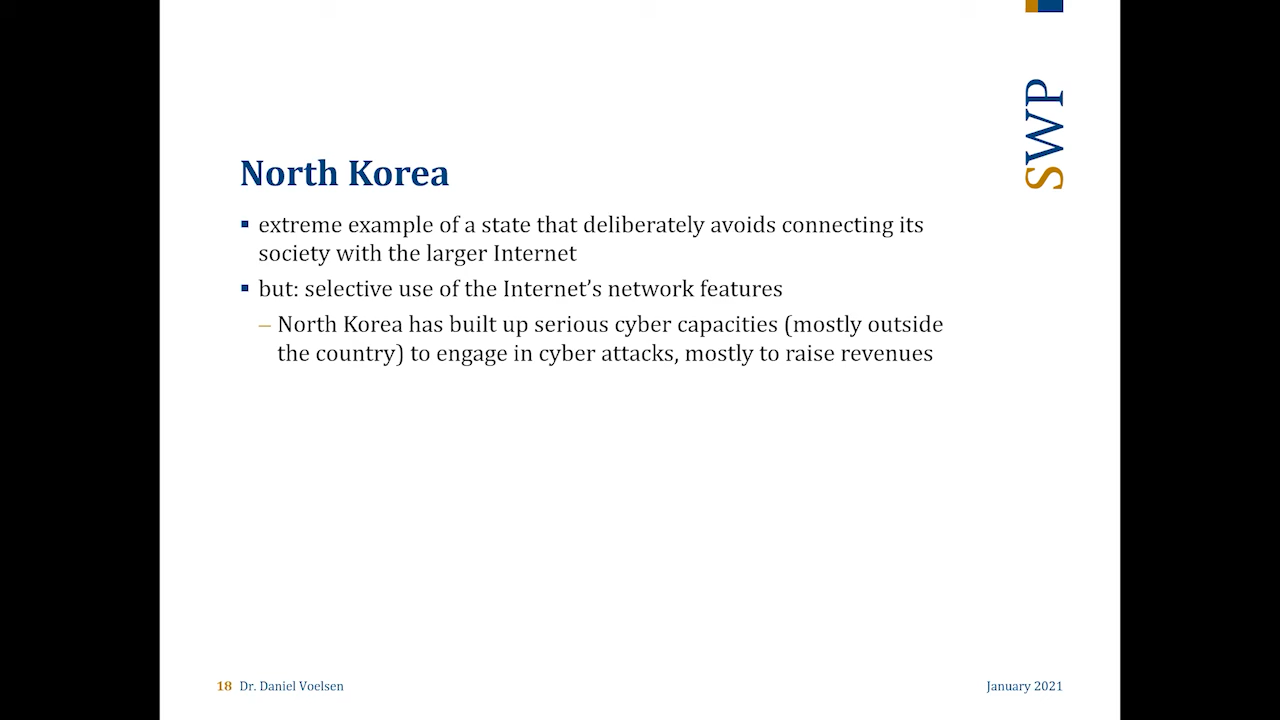 SWP
North Korea
▪ extreme example of a state that deliberately avoids connecting its
society with the larger Internet
▪ but: selective use of the Internet’s network features
– North Korea has built up serious cyber capacities (mostly outside
the country) to engage in cyber attacks, mostly to raise revenues
18 Dr. Daniel Voelsen
January 2021